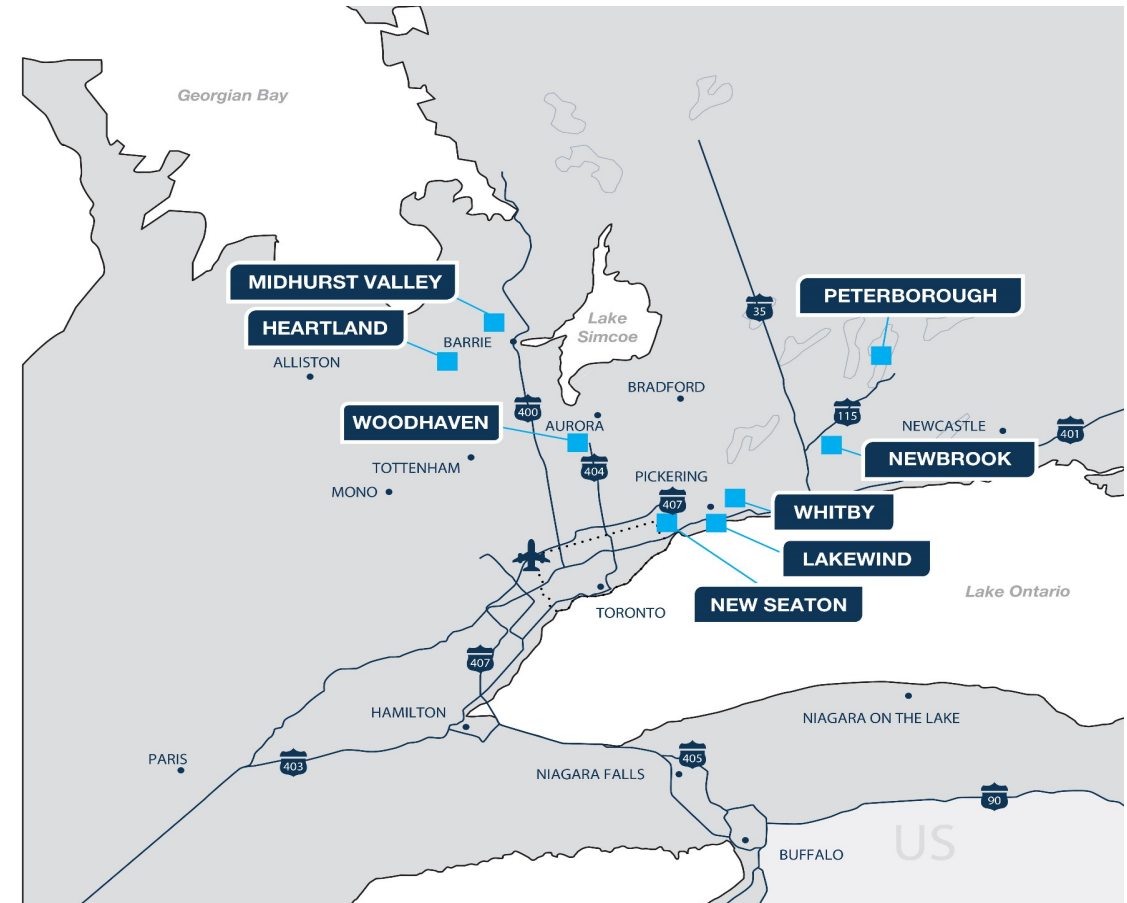 Georgian Bay
MIDHURST VALLEY
PETERBOROUGH
35
HEARTLAND
Lake
Simcoe
BARRIE
ALLISTON
BRADFORD
400
115
WOODHAVEN
AURORA
NEWCASTLE
401
NEWBROOK
TOTTENHAM
404
PICKERING
MONO
407
WHITBY
LAKEWIND
NEW SEATON
Lake Ontario
TORONTO
407
HAMILTON
NIAGARA ON THE LAKE
PARIS
403
405
NIAGARA FALLS
90
US
BUFFALO